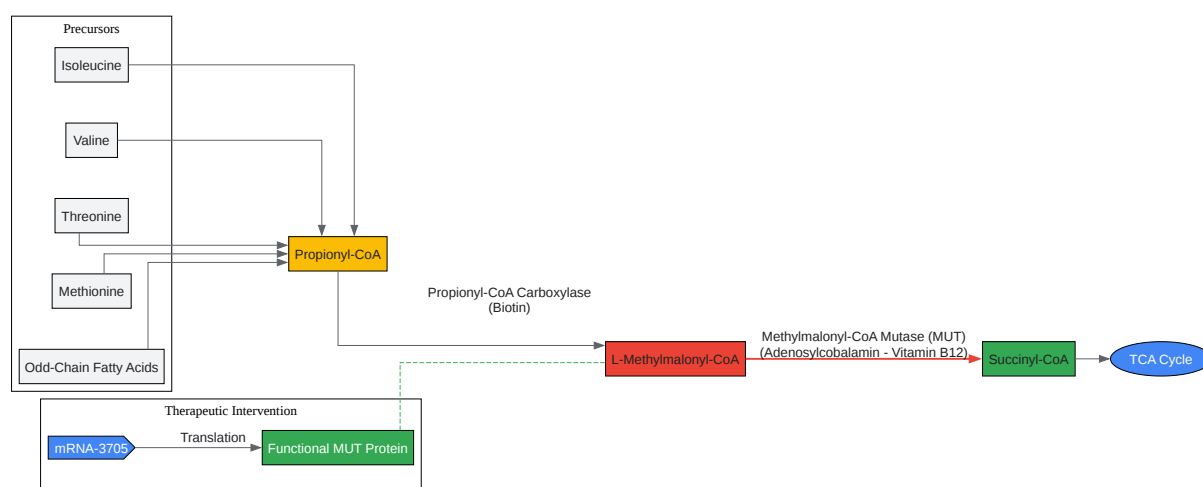 Precursors
Isoleucine
Valine
Threonine
Propionyl-CoA
Methionine
Propionyl-CoA Carboxylase
(Biotin)
Odd-Chain Fatty Acids
L-Methylmalonyl-CoA
Methylmalonyl-CoA Mutase (MUT)
(Adenosylcobalamin - Vitamin B12)
Succinyl-CoA
TCA Cycle
Therapeutic Intervention
mRNA-3705
Translation
Functional MUT Protein